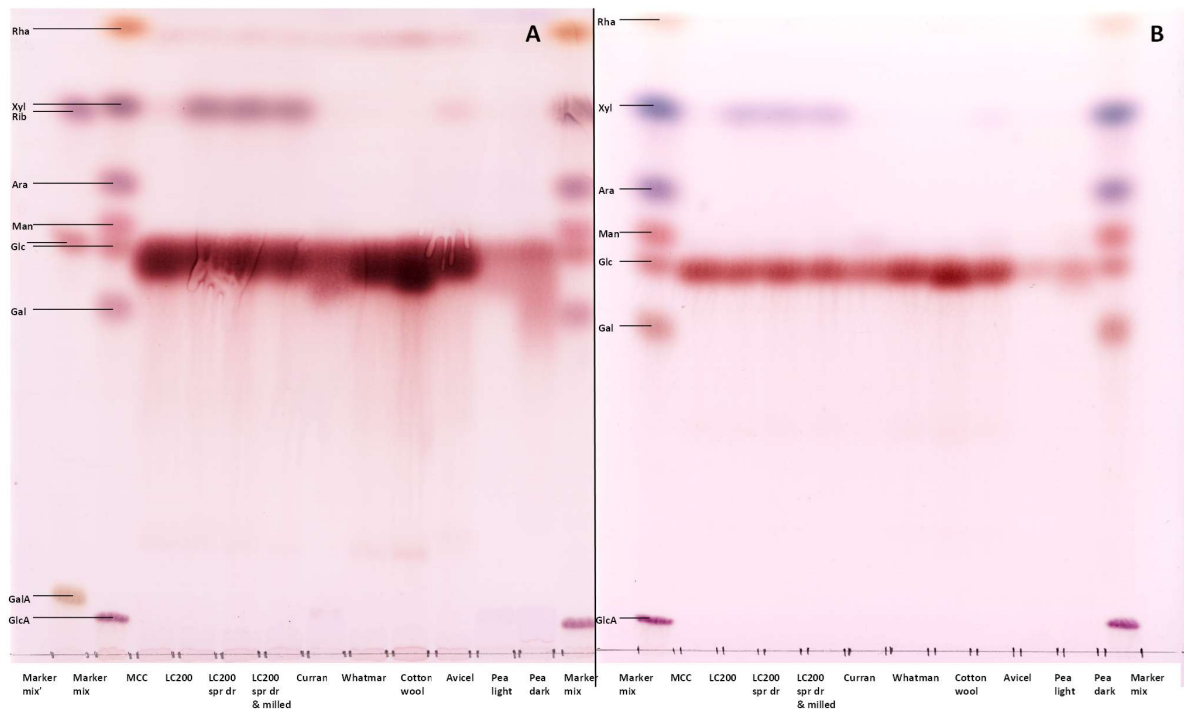 A
Rha
Xyl
Rib
Ara
Man
Glc
Gal
GalA
GlcA
Marker mix' Marker mix MCC LC200 LC200 spr dr LC200 spr dr & milled Curran Whatmar Cotton wool Avicel Pea light Pea dark Marker mix
B
Rha
Xyl
Ara
Man
Glc
Gal
GlcA
Marker mix MCC LC200 LC200 spr dr LC200 spr dr & milled Curran Whatman Cotton wool Avicel Pea light Pea dark Marker mix